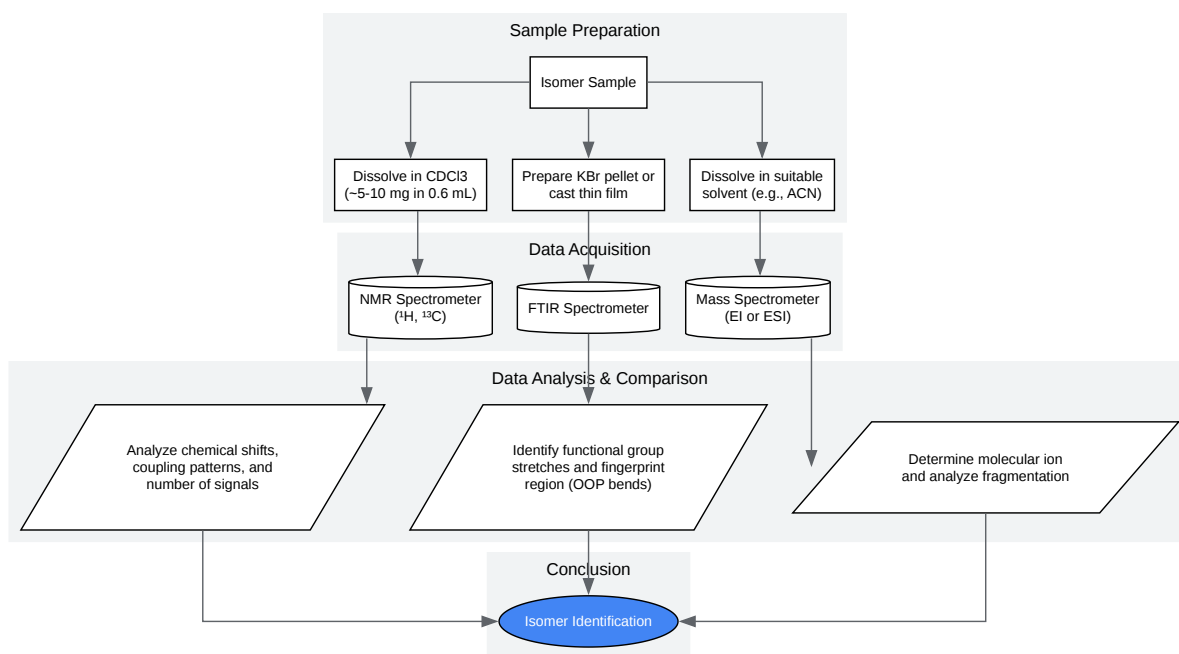 Sample Preparation
Isomer Sample
Dissolve in CDCl3
(~5-10 mg in 0.6 mL)
Prepare KBr pellet or
cast thin film
Dissolve in suitable
solvent (e.g., ACN)
Data Acquisition
NMR Spectrometer
(¹H, ¹³C)
FTIR Spectrometer
Mass Spectrometer
(EI or ESI)
Data Analysis & Comparison
Analyze chemical shifts,
coupling patterns, and
number of signals
Identify functional group
stretches and fingerprint
region (OOP bends)
Determine molecular ion
and analyze fragmentation
Conclusion
Isomer Identification